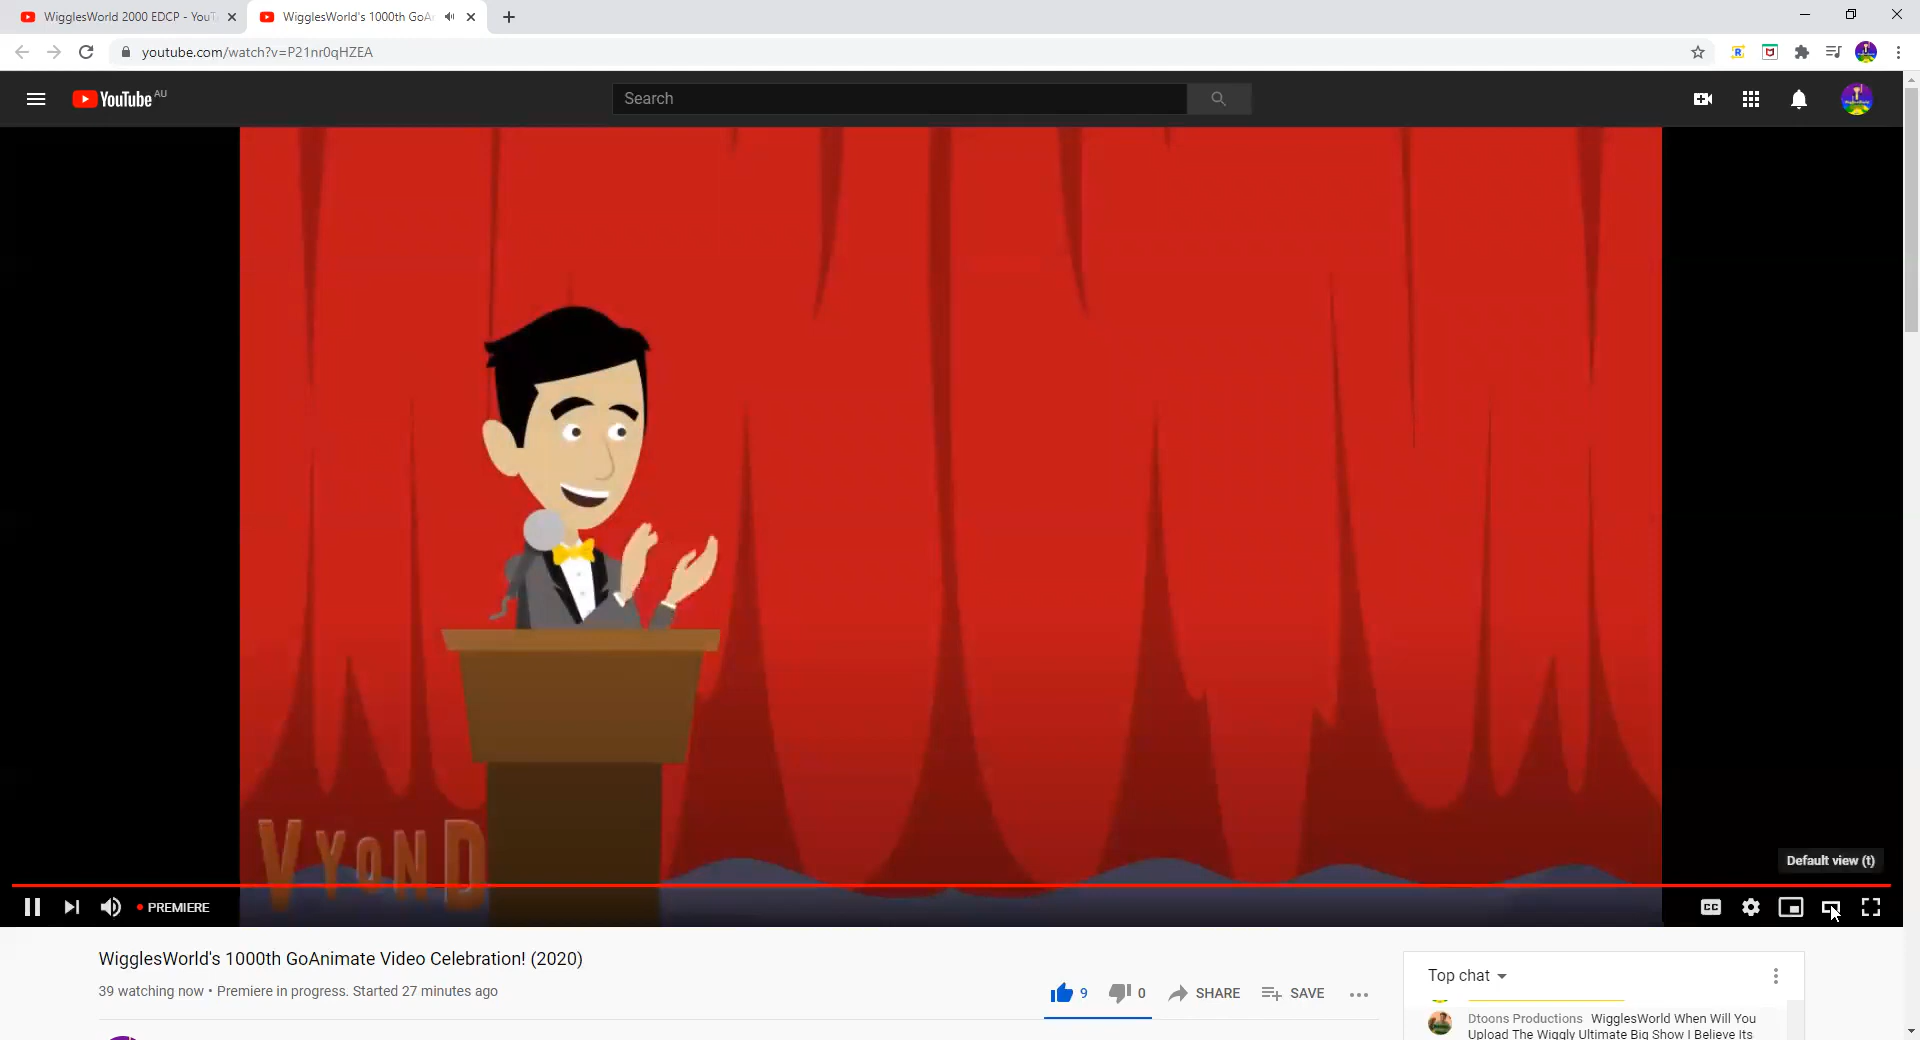 WigglesWorld 2000 EDCP - YouT
WigglesWorld's 1000th GoAn
youtube.com/watch?v=P21nr0qHZEA
YouTube AU
Search
VYOND
Default view (t)
PREMIERE
CC
WigglesWorld's 1000th GoAnimate Video Celebration! (2020)
39 watching now • Premiere in progress. Started 27 minutes ago
9
0
SHARE
SAVE
Top chat
Dtoons Productions WigglesWorld When Will You
Upload The Wiggly Ultimate Big Show I Believe Its